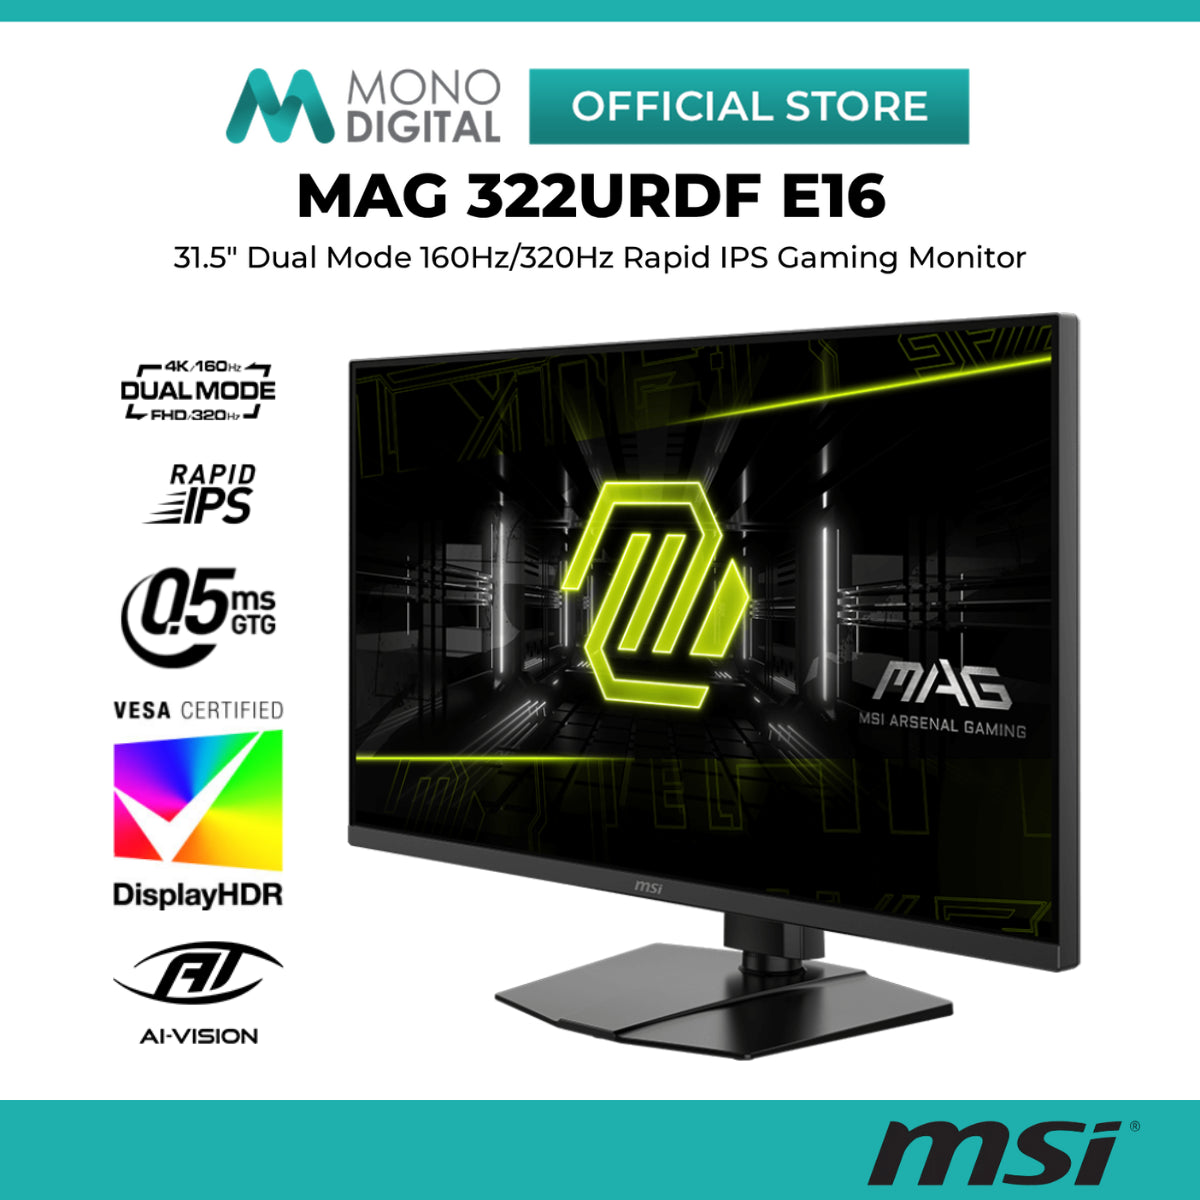 MONO
DIGITAL
OFFICIAL STORE
MAG 322URDF E16
31.5" Dual Mode 160Hz/320Hz Rapid IPS Gaming Monitor
4K/160Hz
DUAL MODE
FHD/320Hz
RAPID
IPS
0.5ms
GTG
VESA CERTIFIED
DisplayHDR
AI
AI-VISION
MAG
MSI ARSENAL GAMING
msi
msi®